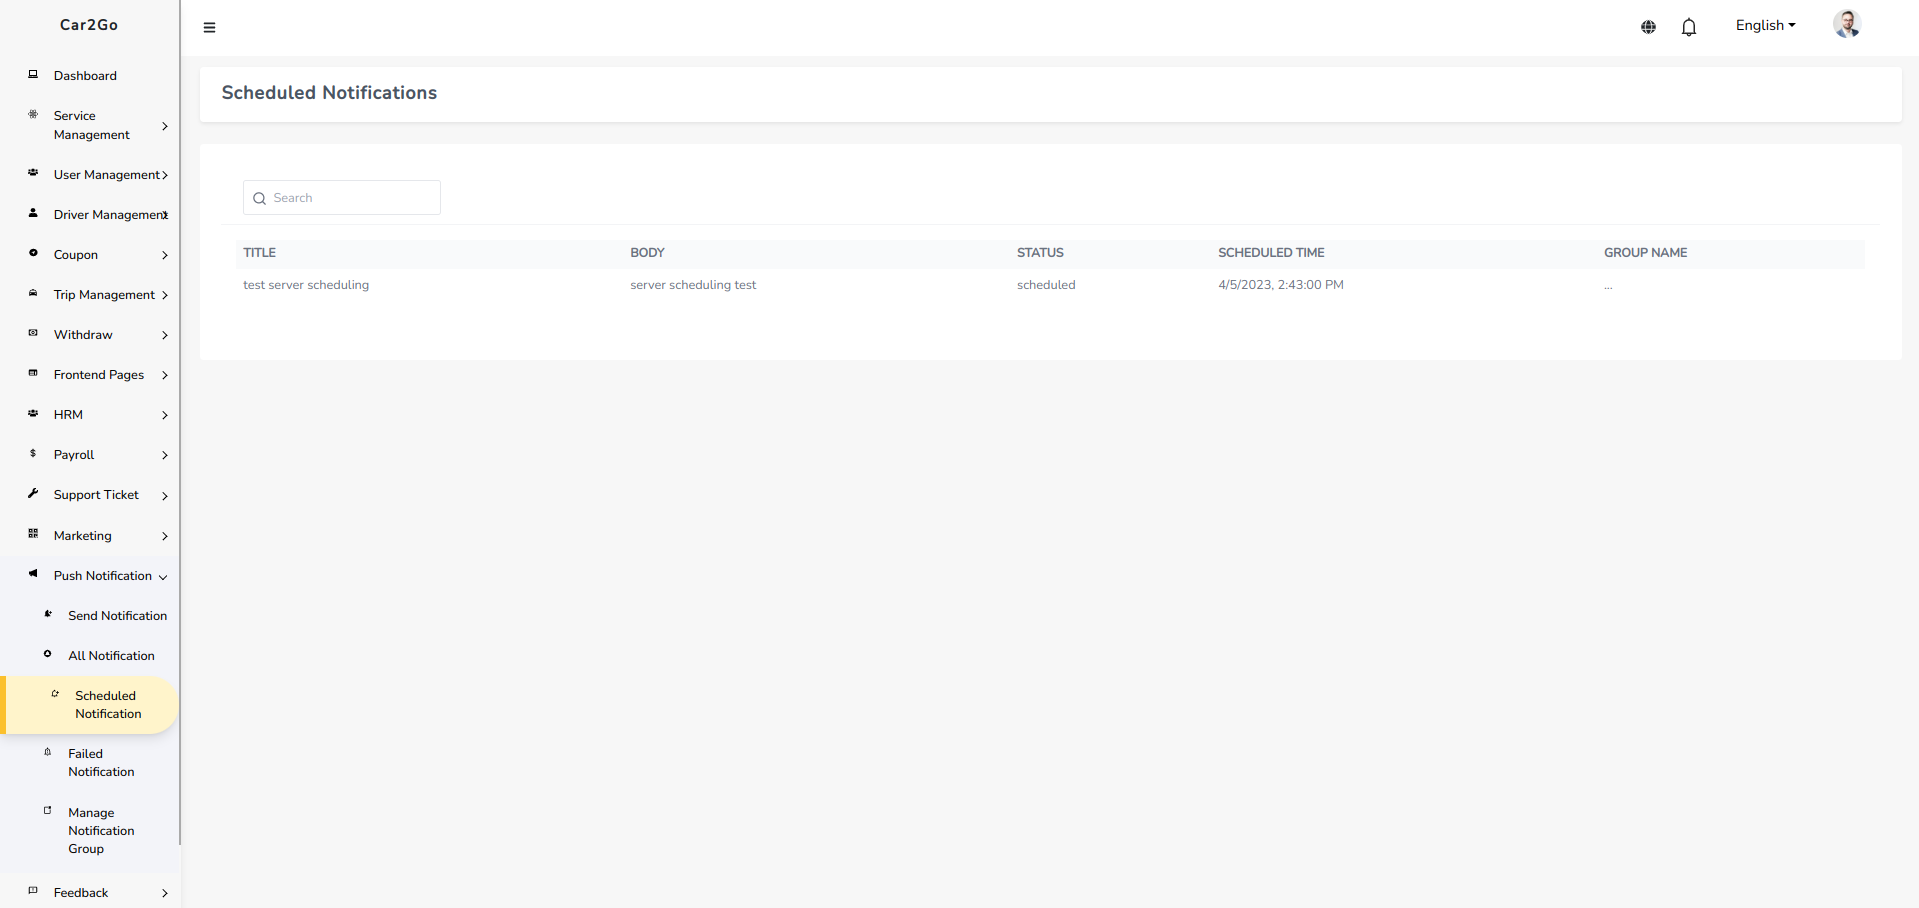 Car2Go
English
Dashboard
Service
Management
User Management
Driver Management
Coupon
Trip Management
Withdraw
Frontend Pages
HRM
Payroll
Support Ticket
Marketing
Push Notification
Send Notification
All Notification
Scheduled
Notification
Failed
Notification
Manage
Notification
Group
Feedback
Scheduled Notifications
Search
TITLE BODY STATUS SCHEDULED TIME GROUP NAME
test server scheduling server scheduling test scheduled 4/5/2023, 2:43:00 PM ...